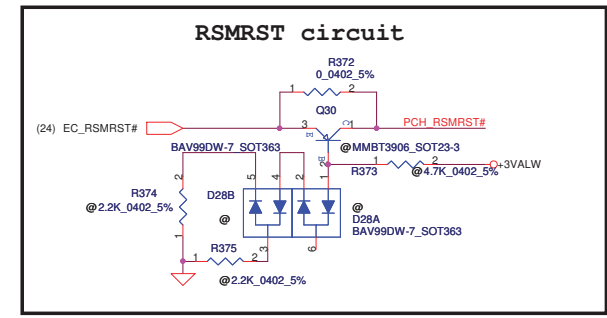 RSMRST circuit
R372
0_0402_5%
1 2
Q30
(24) EC_RSMRST#
3 1
E C
PCH_RSMRST#
BAV99DW-7_SOT363
@MMBT3906_SOT23-3
B 2
1 2
+3VALW
R373
@4.7K_0402_5%
2 5 4 2 1
R374
@2.2K_0402_5%
D28B
@
@
D28A
BAV99DW-7_SOT363
1
R375
1 2
3 6
@2.2K_0402_5%